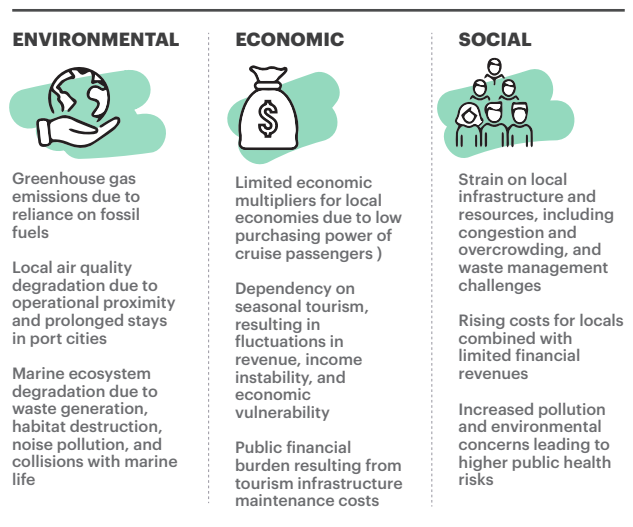 ENVIRONMENTAL
Greenhouse gas
emissions due to
reliance on fossil
fuels
Local air quality
degradation due to
operational proximity
and prolonged stays
in port cities
Marine ecosystem
degradation due to
waste generation,
habitat destruction,
noise pollution, and
collisions with marine
life
ECONOMIC
$
Limited economic
multipliers for local
economies due to low
purchasing power of
cruise passengers )
Dependency on
seasonal tourism,
resulting in
fluctuations in
revenue, income
instability, and
economic
vulnerability
Public financial
burden resulting from
tourism infrastructure
maintenance costs
SOCIAL
Strain on local
infrastructure and
resources, including
congestion and
overcrowding, and
waste management
challenges
Rising costs for locals
combined with
limited financial
revenues
Increased pollution
and environmental
concerns leading to
higher public health
risks